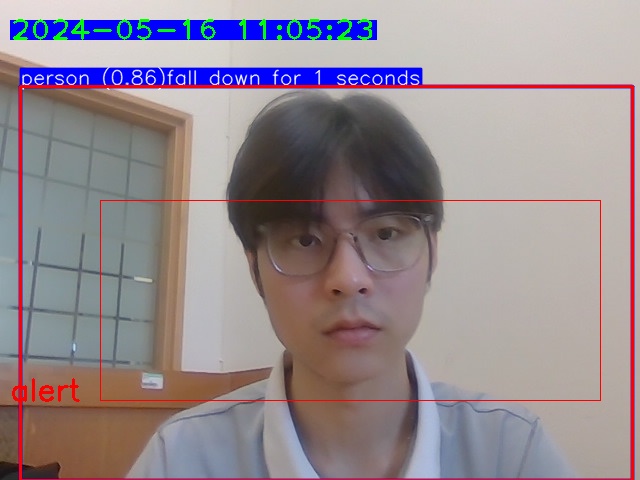 2024-05-16 11:05:23
person (0.86)fall down for 1 seconds
alert